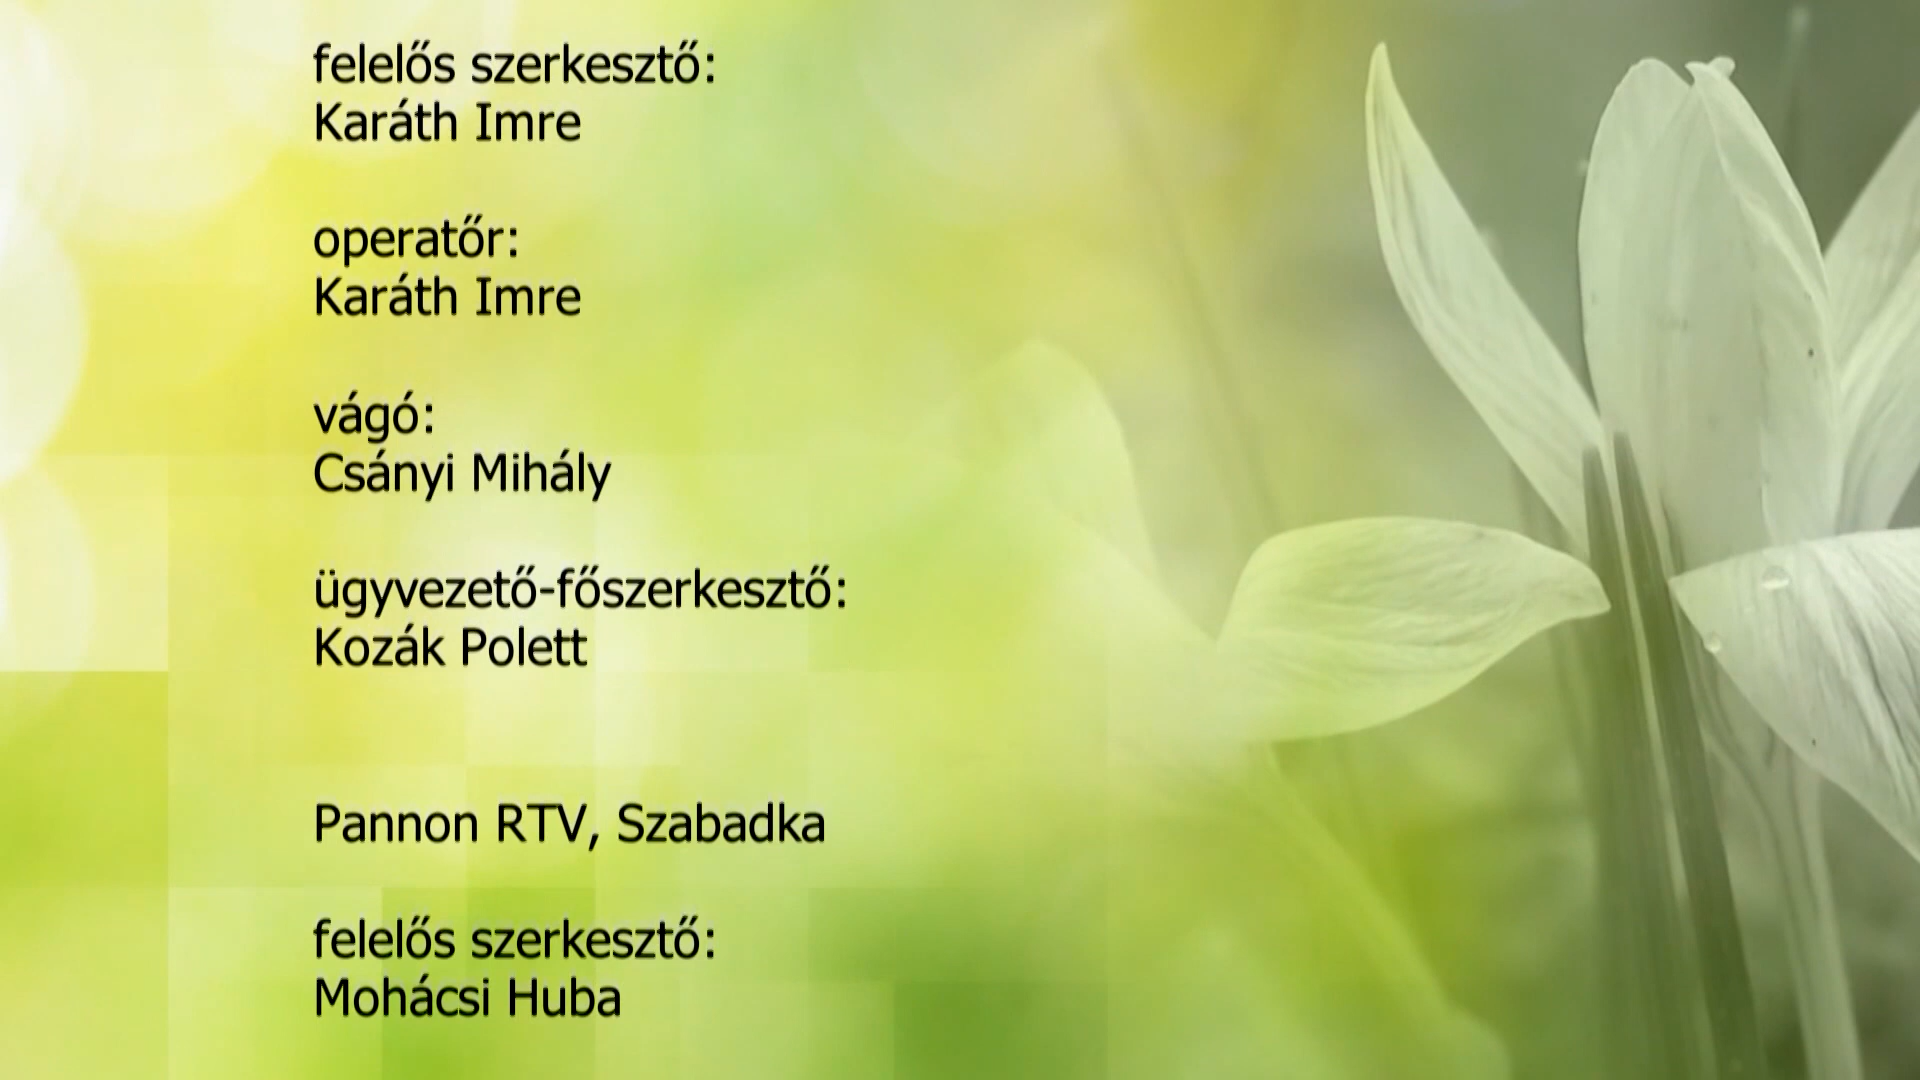 felelős szerkesztő:
Karáth Imre
operatőr:
Karáth Imre
vágó:
Csányi Mihály
ügyvezető-főszerkesztő:
Kozák Polett
Pannon RTV, Szabadka
felelős szerkesztő:
Mohácsi Huba